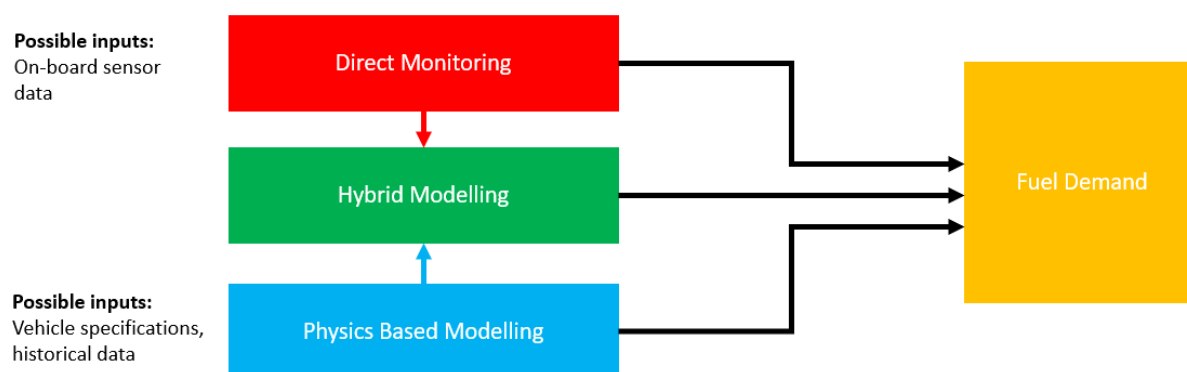 Possible inputs:
On-board sensor
data
Direct Monitoring
Hybrid Modelling
Fuel Demand
Possible inputs:
Vehicle specifications,
historical data
Physics Based Modelling